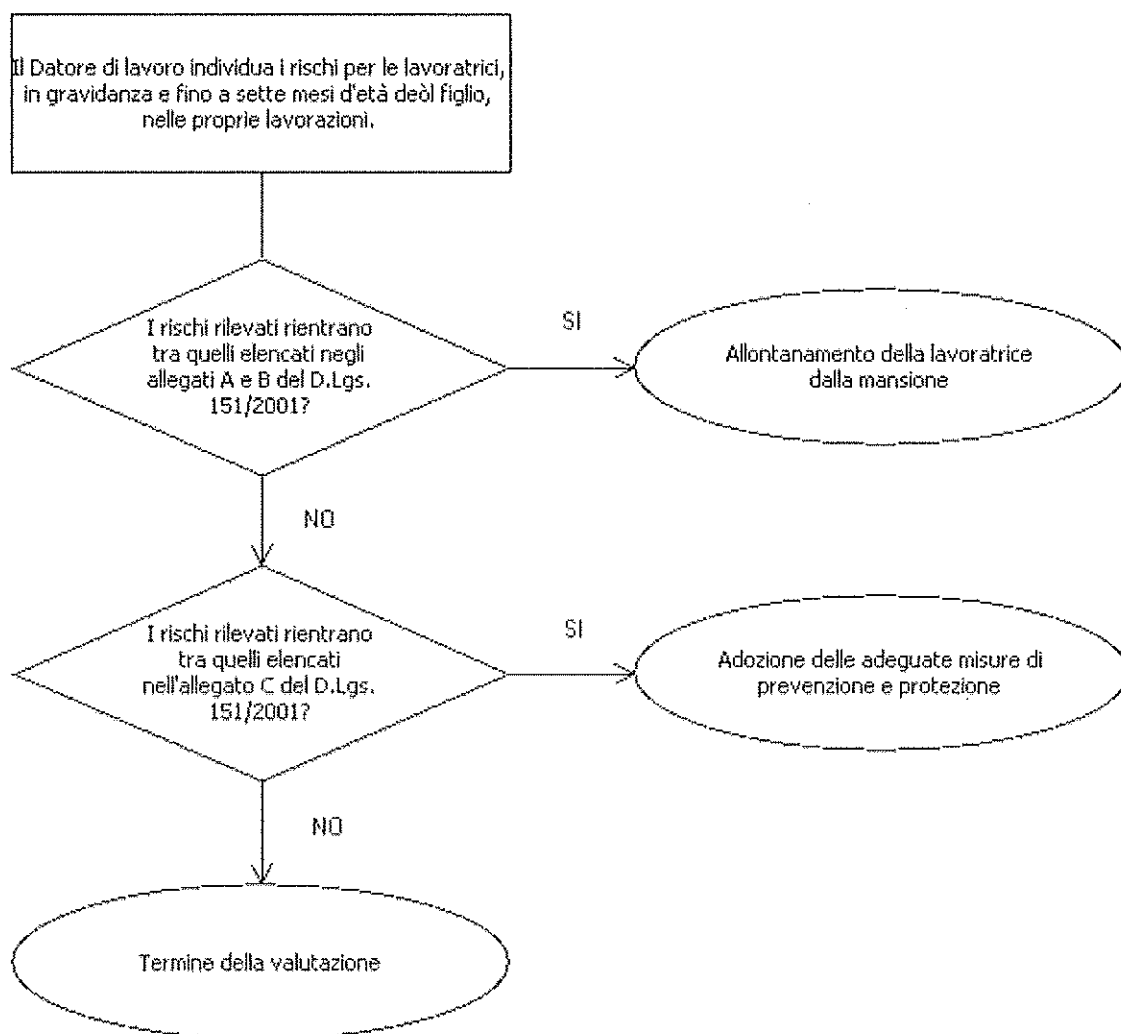 Il Datore di lavoro individua i rischi per le lavoratrici,
in gravidanza e fino a sette mesi d'età deòl figlio,
nelle proprie lavorazioni.
I rischi rilevati rientrano
tra quelli elencati negli
allegati A e B del D.Lgs.
151/2001?
SI
Allontanamento della lavoratrice
dalla mansione
NO
I rischi rilevati rientrano
tra quelli elencati
nell'allegato C del D.Lgs.
151/2001?
SI
Adozione delle adeguate misure di
prevenzione e protezione
NO
Termine della valutazione